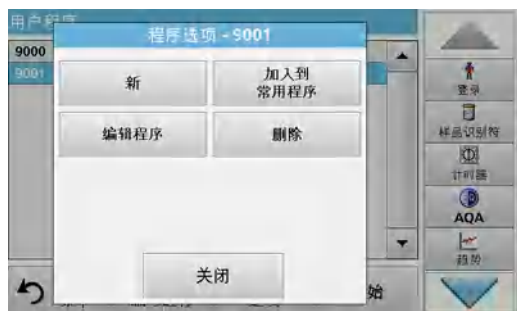 用户程序
程序选项 - 9001
9000
9001
新
加入到
常用程序
编辑程序
删除
关闭
始
登录
样品识别符
计时器
AQA
趋势